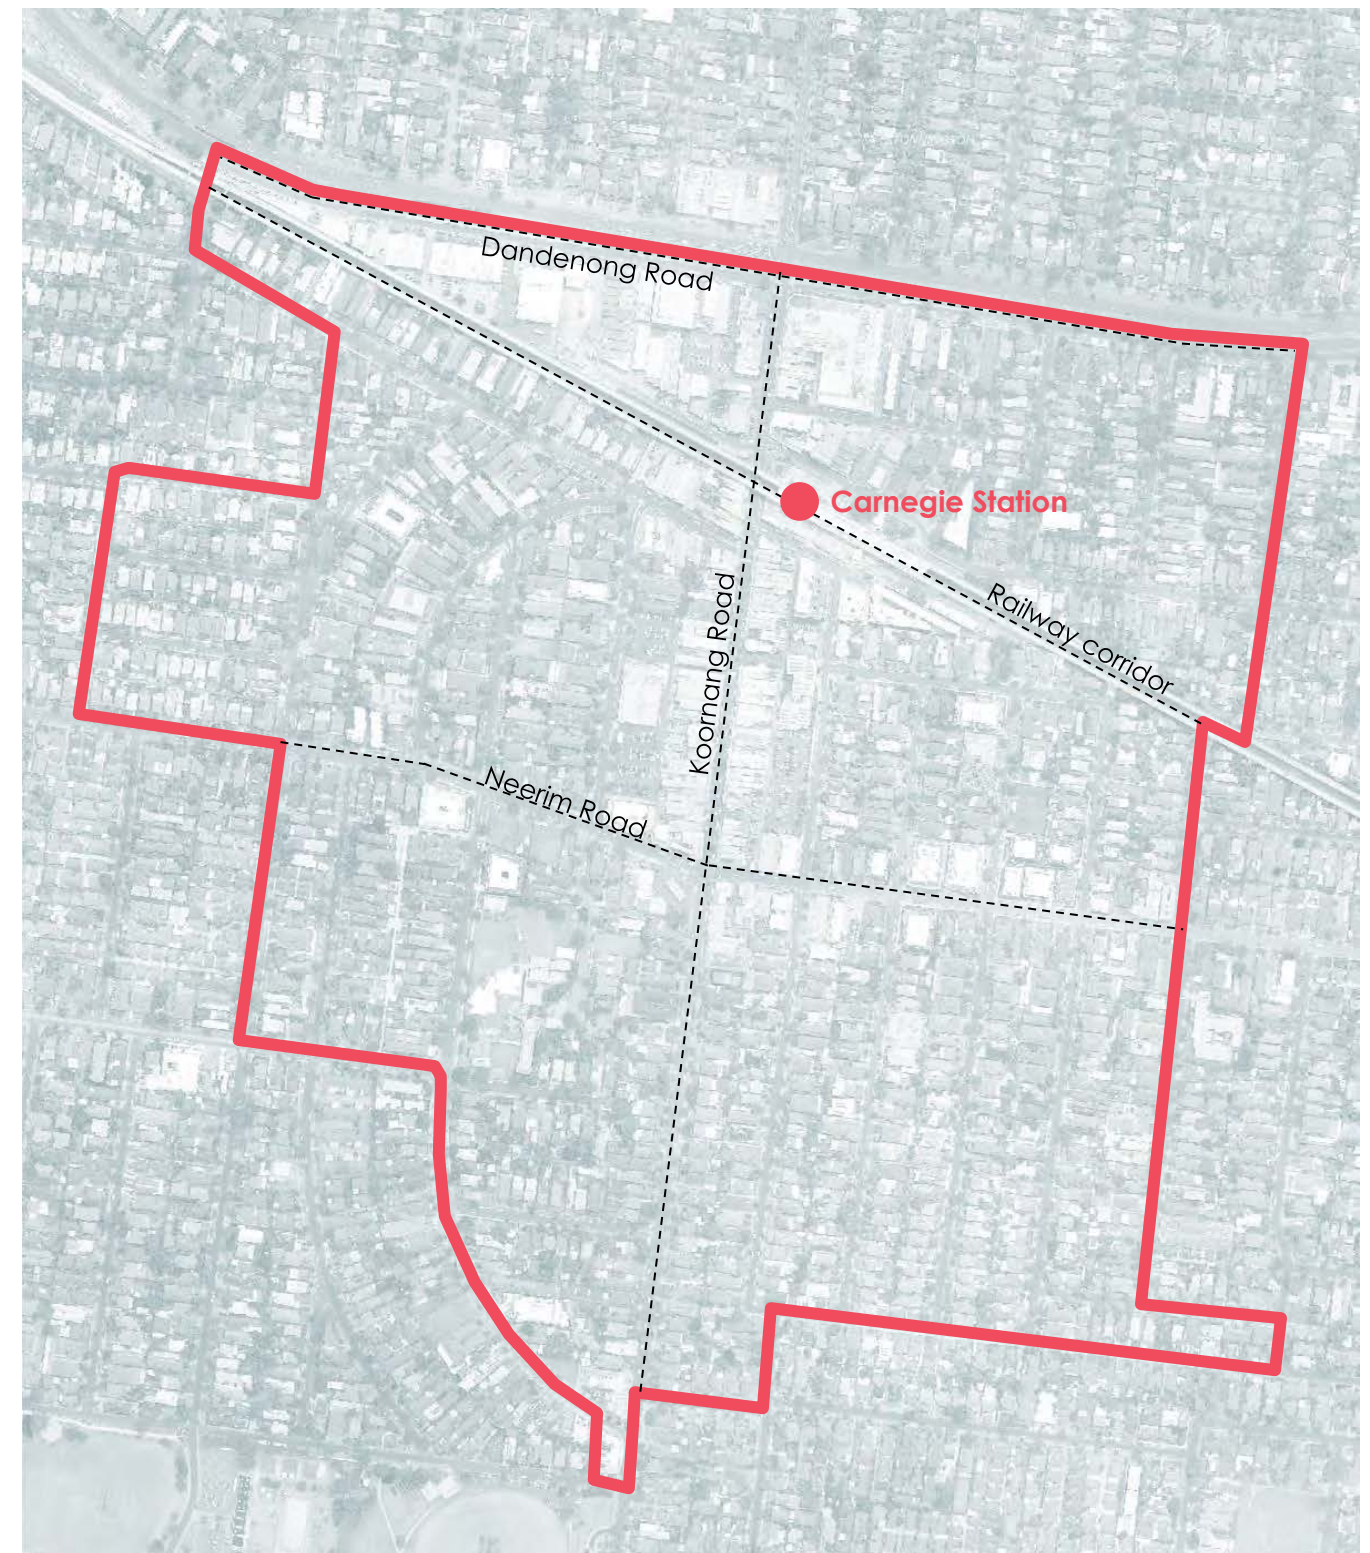 Dandenong Road
Carnegie Station
Railway corridor
Koornang Road
Neerim Road